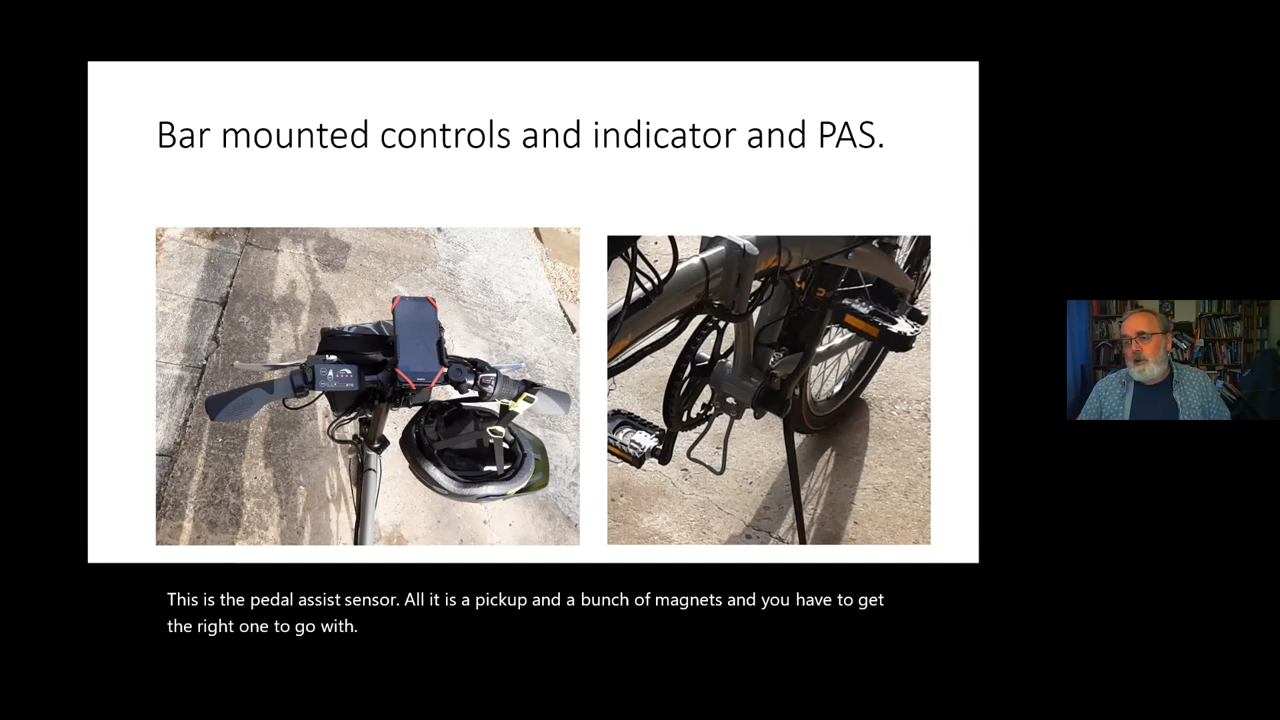 Bar mounted controls and indicator and PAS.
This is the pedal assist sensor. All it is a pickup and a bunch of magnets and you have to get
the right one to go with.